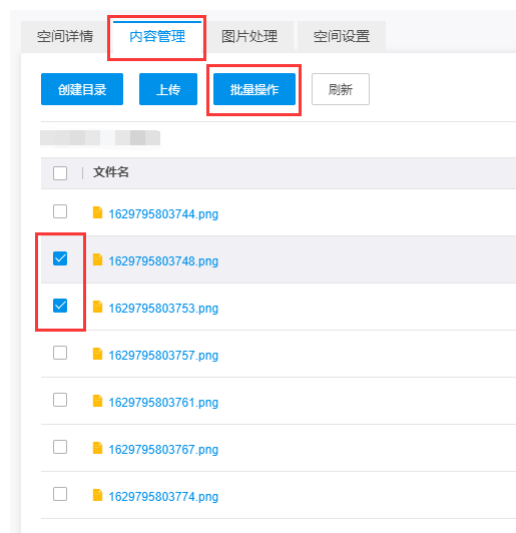 空间详情 内容管理 图片处理 空间设置
创建目录 上传 批量操作 刷新
文件名
1629795803744.png
1629795803748.png
1629795803753.png
1629795803757.png
1629795803761.png
1629795803767.png
1629795803774.png